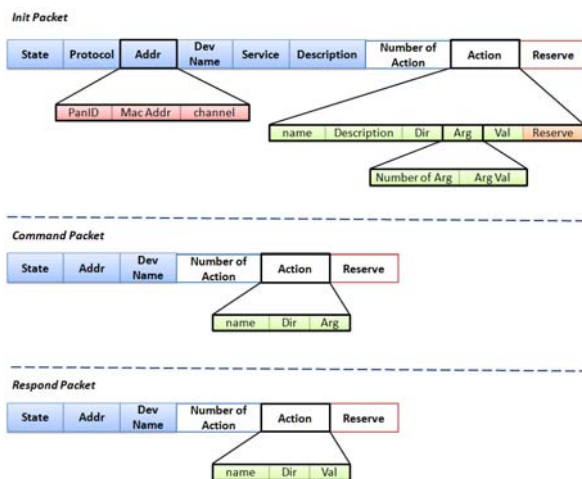 Init Packet
State Protocol Addr Dev Name Service Description Number of Action Action Reserve
PanID Mac Addr channel
name Description Dir Arg Val Reserve
Number of Arg Arg Val
Command Packet
State Addr Dev Name Number of Action Action Reserve
name Dir Arg
Respond Packet
State Addr Dev Name Number of Action Action Reserve
name Dir Val